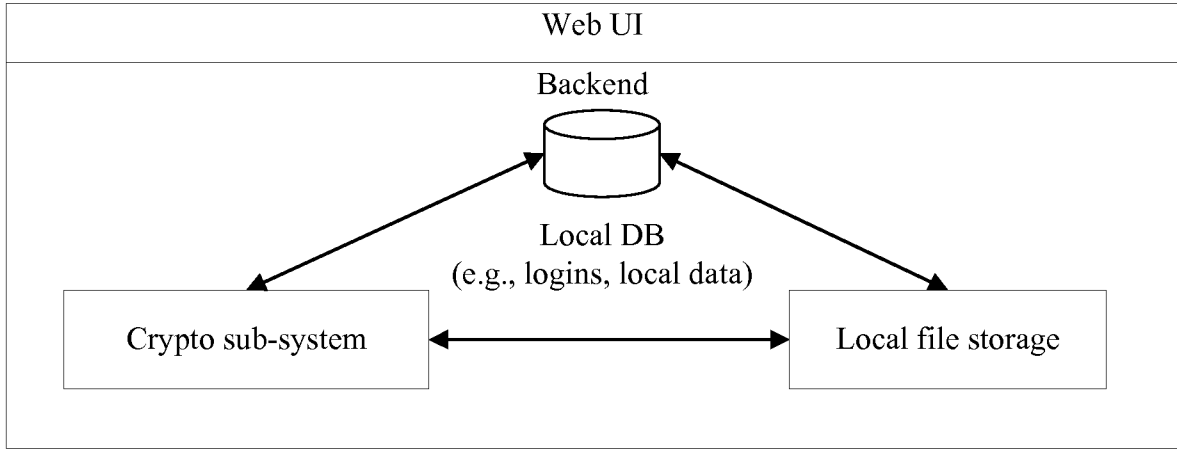 Web UI
Backend
Local DB
(e.g., logins, local data)
Crypto sub-system
Local file storage